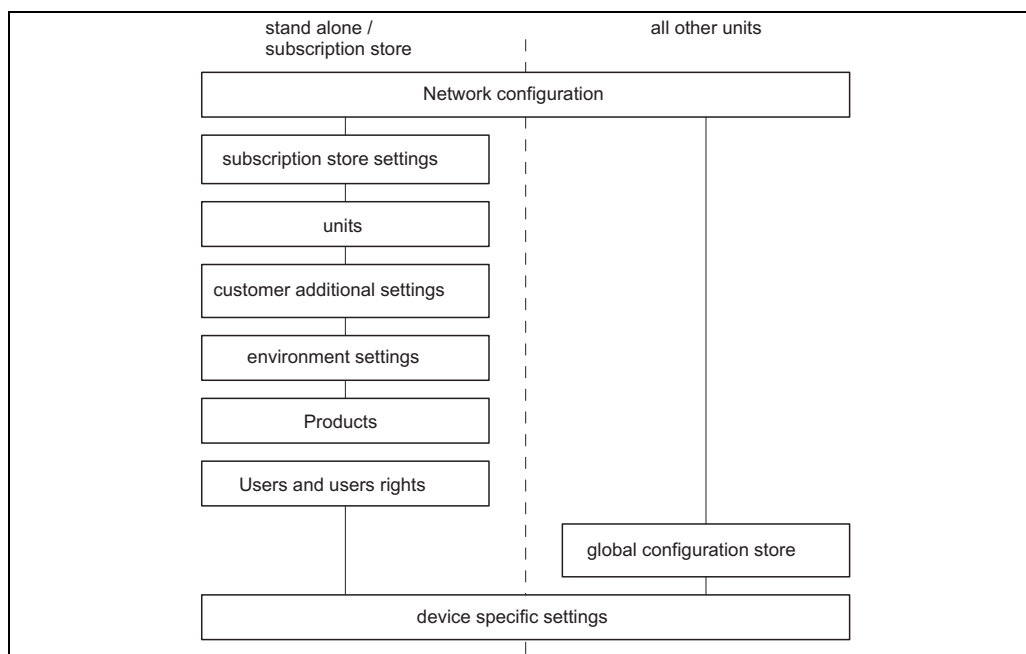 stand alone /
subscription store
all other units
Network configuration
subscription store settings
units
customer additional settings
environment settings
Products
Users and users rights
global configuration store
device specific settings